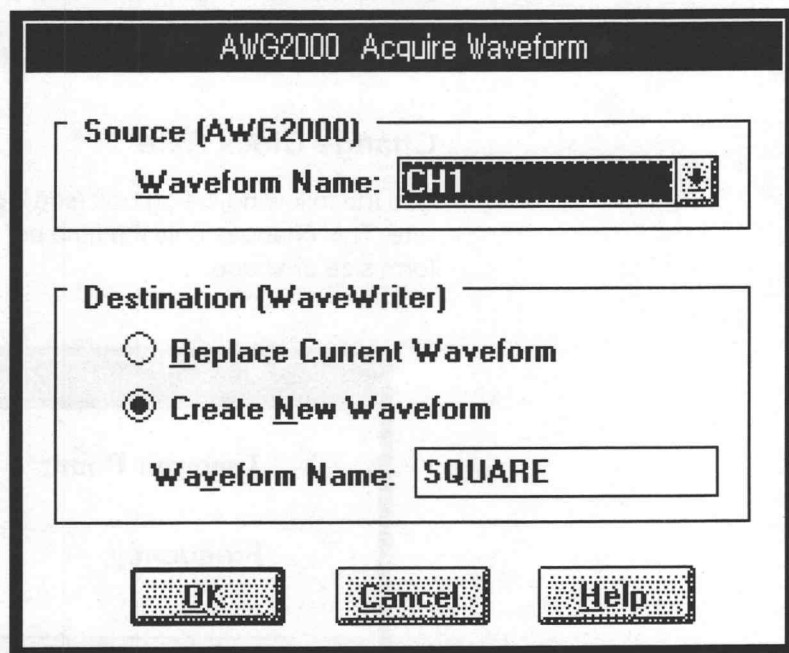 AWG2000 Acquire Waveform
Source (AWG2000)
Waveform Name: CH1
Destination (WaveWriter)
Replace Current Waveform
Create New Waveform
Waveform Name: SQUARE
OK Cancel Help